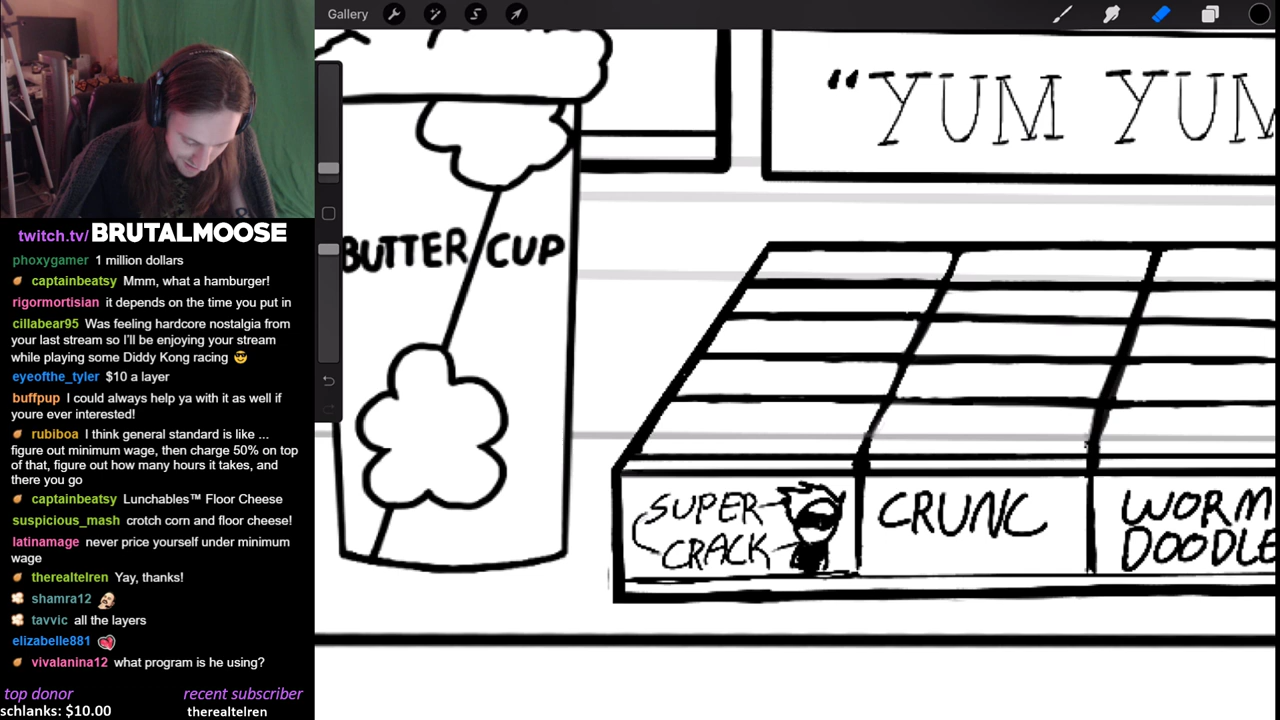 Gallery
"YUM YUM
BUTTER CUP
SUPER CRACK
CRUNC
WORM
DOODLE
twitch.tv/BRUTALMOOSE
phoxygamer 1 million dollars
captainbeatsy Mmm, what a hamburger!
rigormortisian it depends on the time you put in
cillabear95 Was feeling hardcore nostalgia from
your last stream so I'll be enjoying your stream
while playing some Diddy Kong racing 😎
eyeofthe_tyler $10 a layer
buffpup I could always help ya with it as well if
youre ever interested!
rubiboa I think general standard is like ...
figure out minimum wage, then charge 50% on top
of that, figure out how many hours it takes, and
there you go
captainbeatsy Lunchables™ Floor Cheese
suspicious_mash crotch corn and floor cheese!
latinamage never price yourself under minimum
wage
therealtelren Yay, thanks!
shamra12
tavvic all the layers
elizabelle881
vivalanina12 what program is he using?
top donor
schlanks: $10.00
recent subscriber
therealtelren